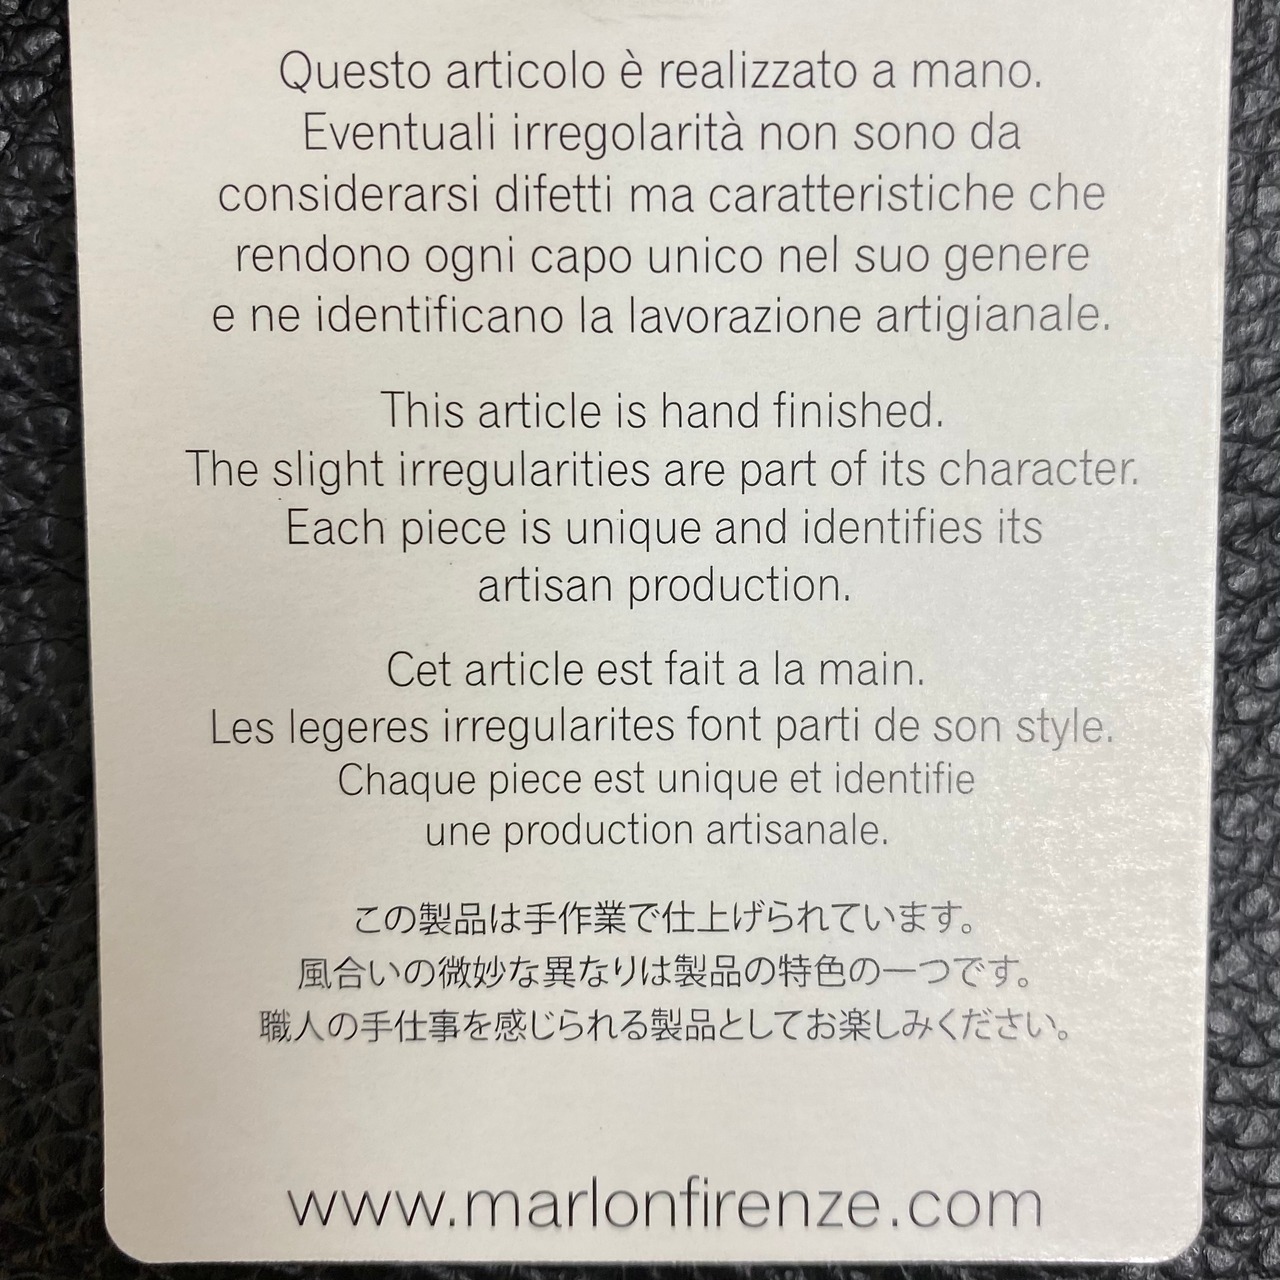 Questo articolo è realizzato a mano.
Eventuali irregolarità non sono da
considerarsi difetti ma caratteristiche che
rendono ogni capo unico nel suo genere
e ne identificano la lavorazione artigianale.
This article is hand finished.
The slight irregularities are part of its character.
Each piece is unique and identifies its
artisan production.
Cet article est fait a la main.
Les legeres irregularites font parti de son style.
Chaque piece est unique et identifie
une production artisanale.
この製品は手作業で仕上げられています。
風合いの微妙な異なりは製品の特色の一つです。
職人の手仕事を感じられる製品としてお楽しみください。
www.marlonfirenze.com